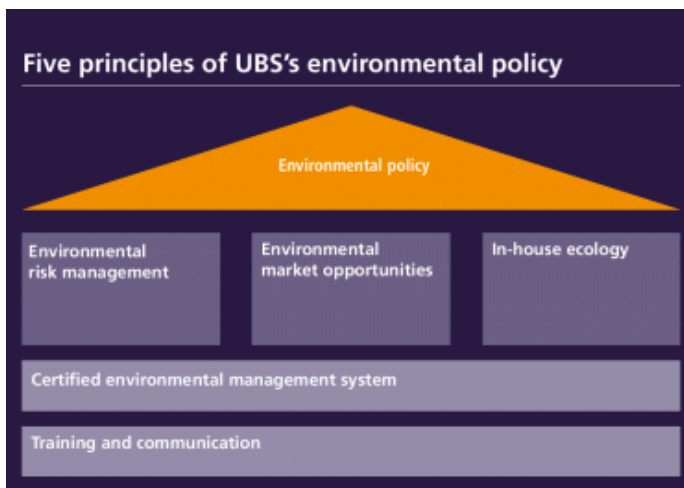 Five principles of UBS's environmental policy
Environmental policy
Environmental
risk management
Environmental
market opportunities
In-house ecology
Certified environmental management system
Training and communication